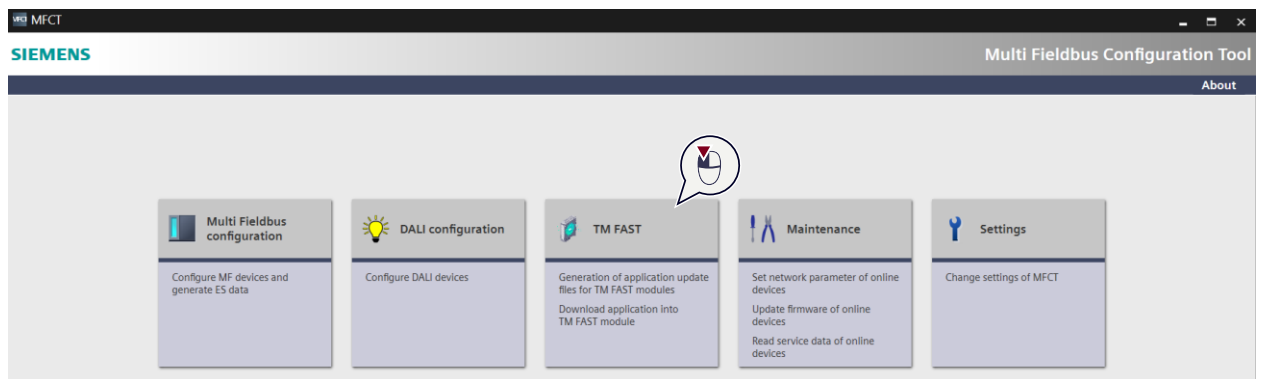 MFCT
SIEMENS
Multi Fieldbus Configuration Tool
About
Multi Fieldbus
configuration
Configure MF devices and
generate ES data
DALI configuration
Configure DALI devices
TM FAST
Generation of application update
files for TM FAST modules
Download application into
TM FAST module
Maintenance
Set network parameter of online
devices
Update firmware of online
devices
Read service data of online
devices
Settings
Change settings of MFCT